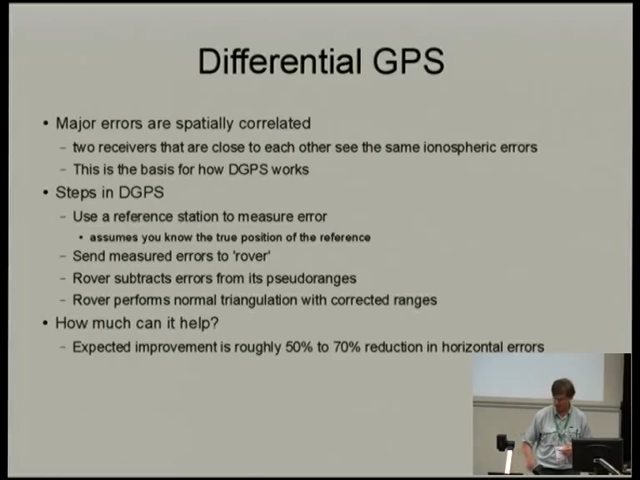 Differential GPS
• Major errors are spatially correlated
– two receivers that are close to each other see the same ionospheric errors
– This is the basis for how DGPS works
• Steps in DGPS
– Use a reference station to measure error
• assumes you know the true position of the reference
– Send measured errors to 'rover'
– Rover subtracts errors from its pseudoranges
– Rover performs normal triangulation with corrected ranges
• How much can it help?
– Expected improvement is roughly 50% to 70% reduction in horizontal errors